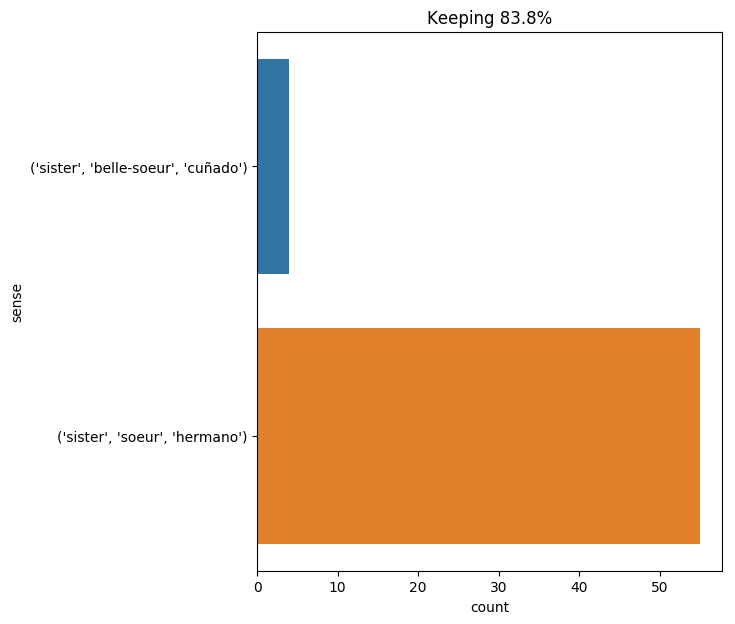 Keeping 83.8%
('sister', 'belle-soeur', 'cuñado')
sense
('sister', 'soeur', 'hermano')
0 10 20 30 40 50
count